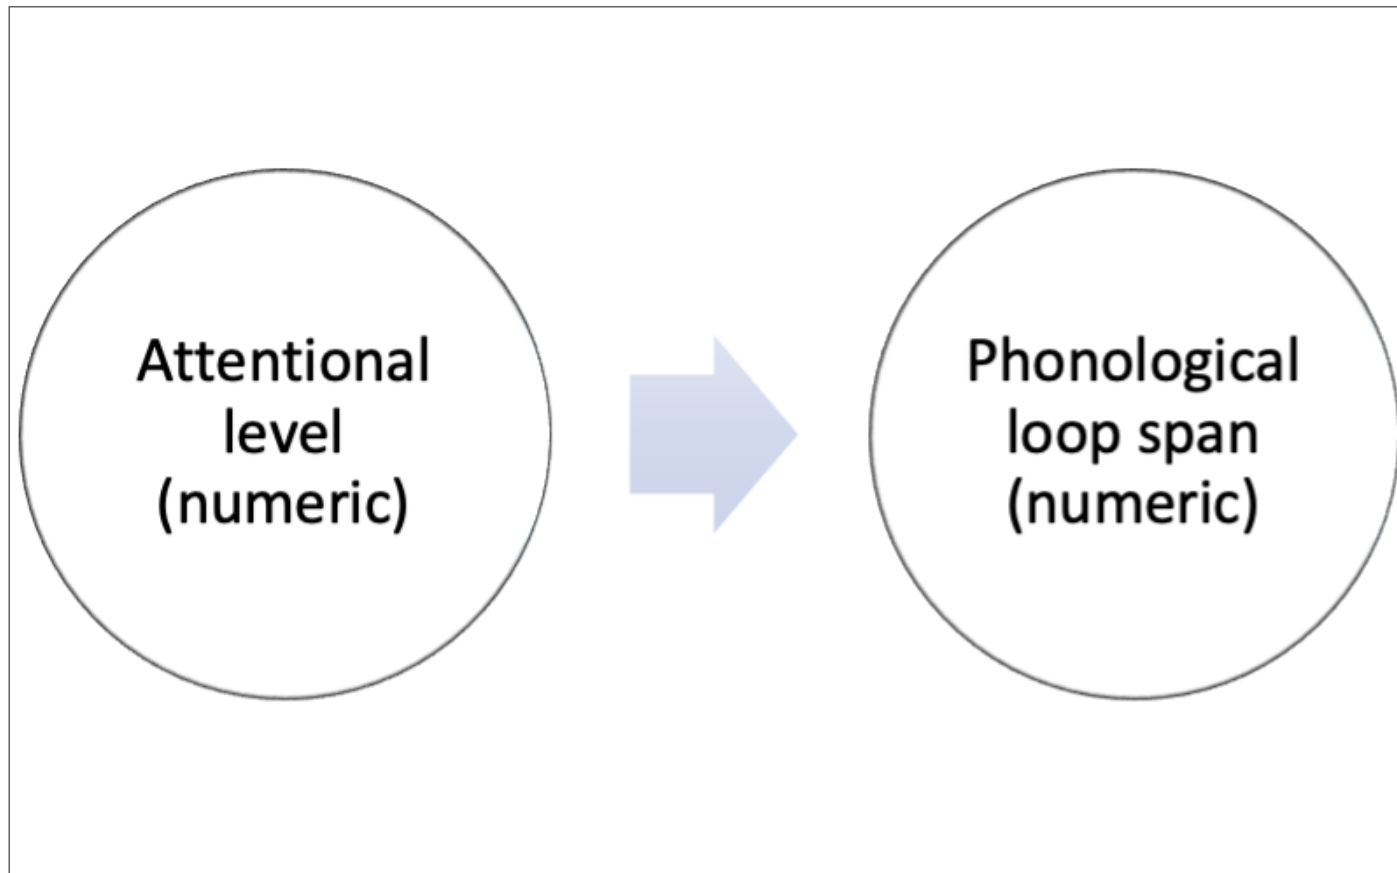 Attentional
level
(numeric)
Phonological
loop span
(numeric)